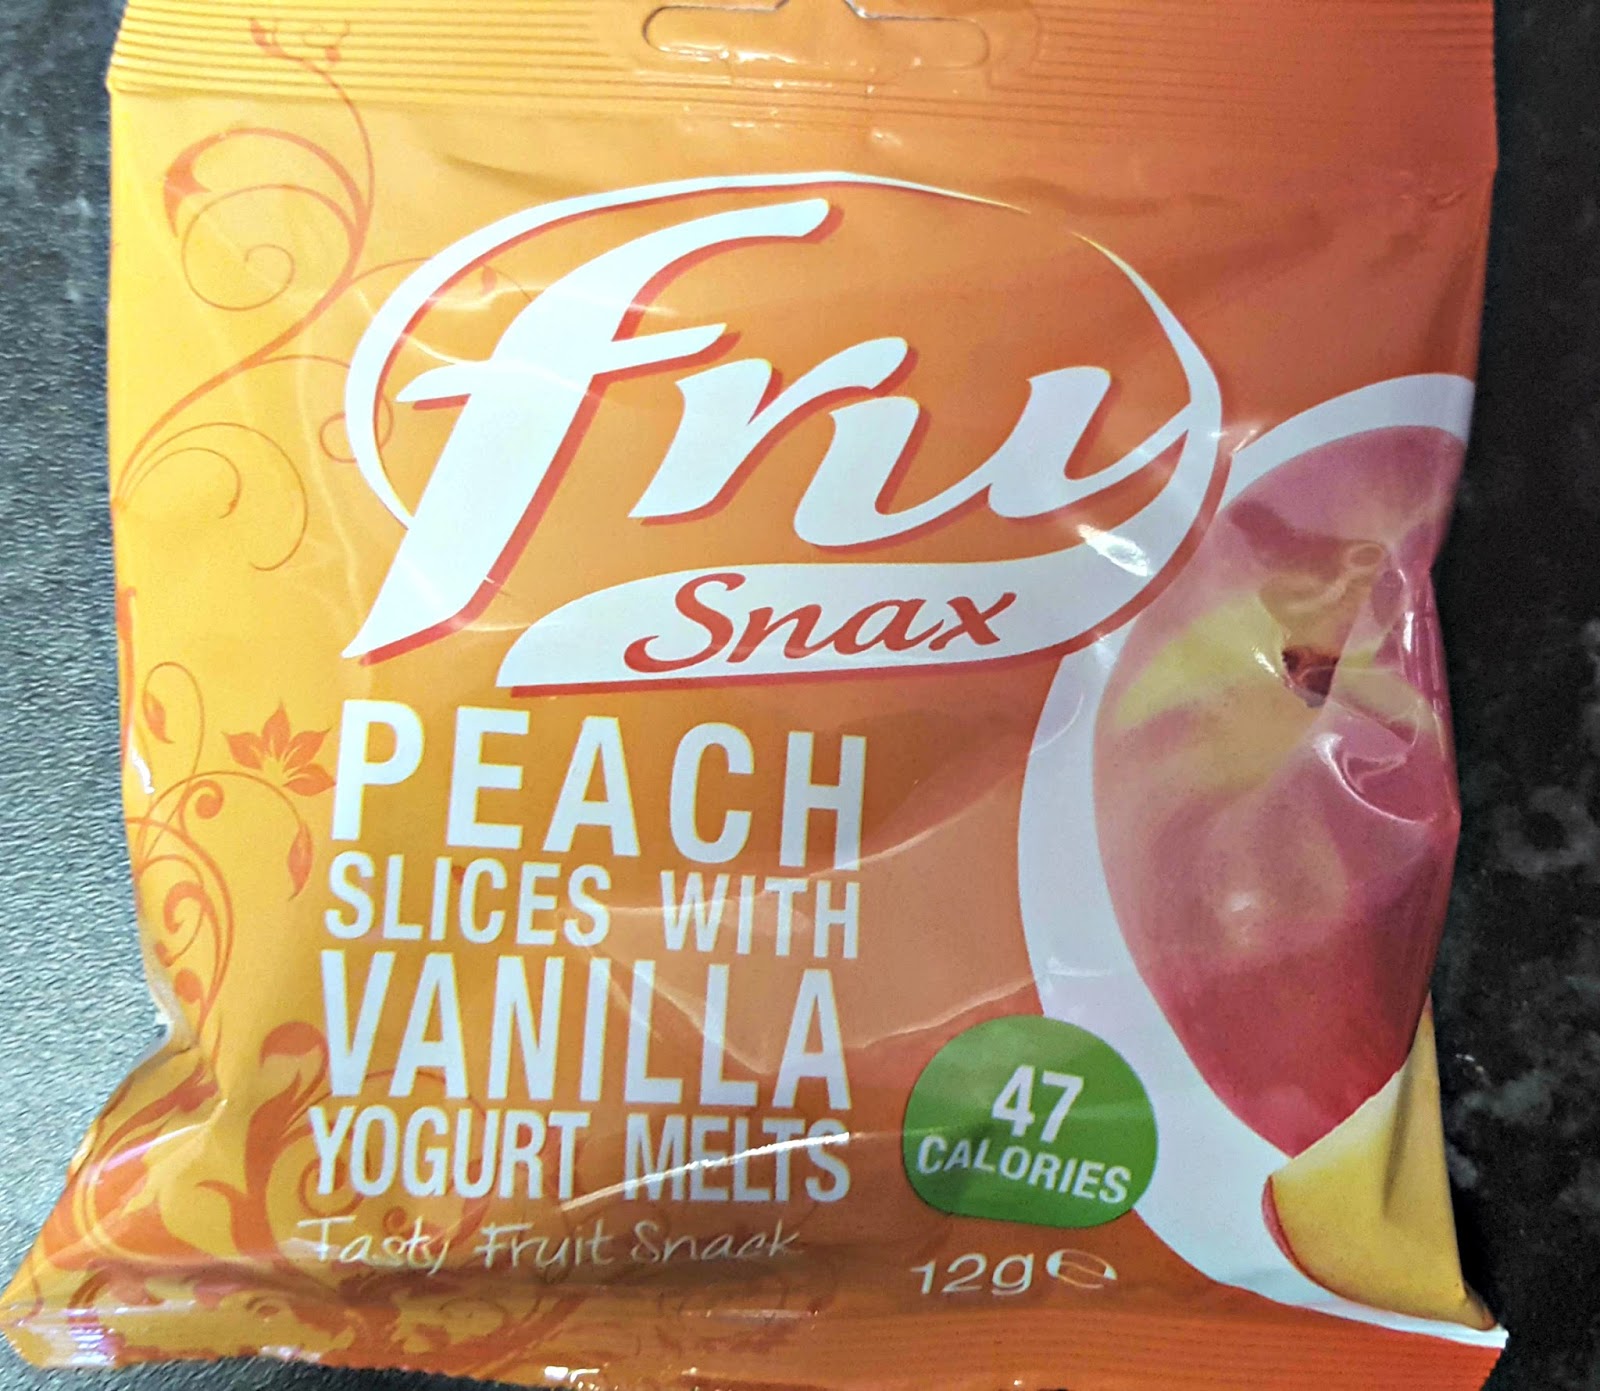 fru
Snax
PEACH
SLICES WITH
VANILLA
YOGURT MELTS
Tasty Fruit Snack
47
CALORIES
12g ℮